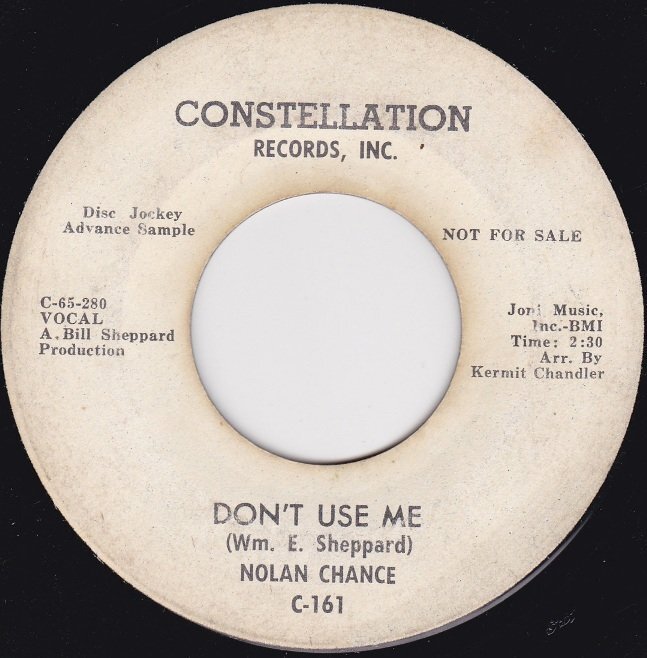 CONSTELLATION
RECORDS, INC.
Disc Jockey
Advance Sample
NOT FOR SALE
C-65-280
VOCAL
A. Bill Sheppard
Production
Joni Music,
Inc.-BMI
Time: 2:30
Arr. By
Kermit Chandler
DON'T USE ME
(Wm. E. Sheppard)
NOLAN CHANCE
C-161